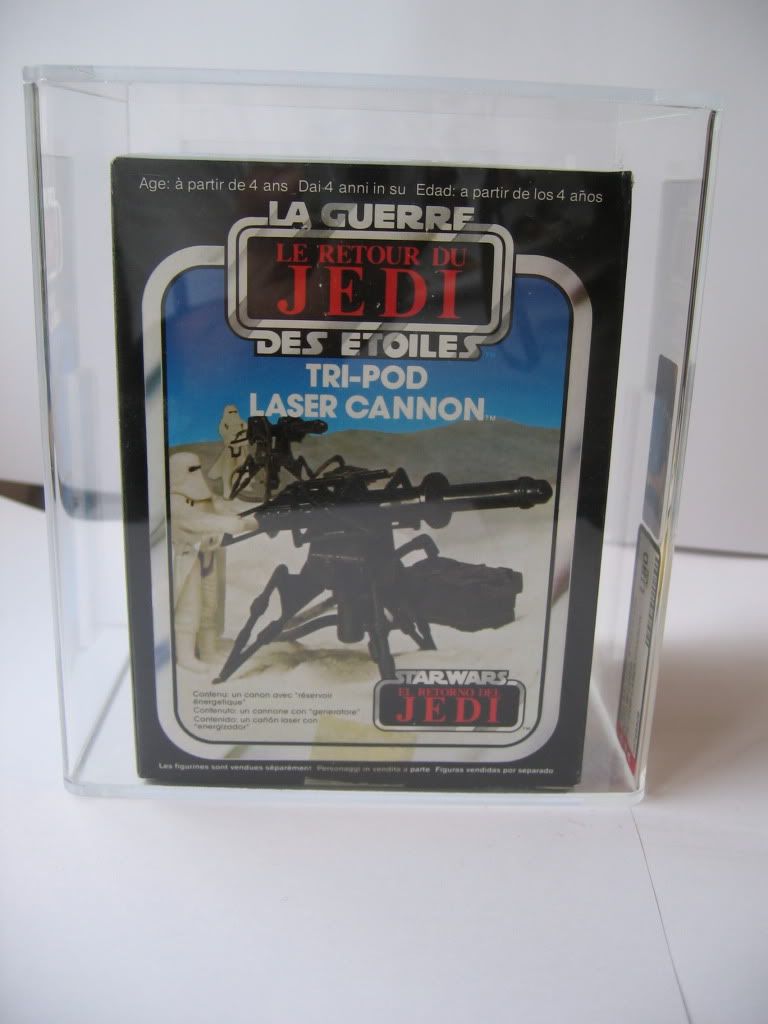 Age: à partir de 4 ans Dai 4 anni in su Edad: a partir de los 4 años
LA GUERRE
LE RETOUR DU
JEDI
DES ETOILES
TRI-POD
LASER CANNON™
Contenu: un canon avec "réservoir
énergetique"
Contenuto: un cannone con "generatore"
Contenido: un cañón laser con
"energizador"
STAR WARS
EL RETORNO DEL
JEDI™
Les figurines sont vendues séparément Personaggi in vendita a parte Figuras vendidas por separado